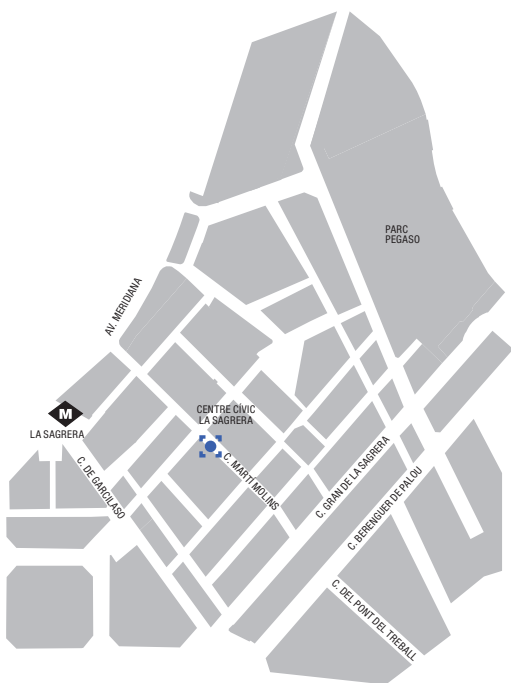 PARC
PEGASO
AV. MERIDIANA
M
LA SAGRERA
CENTRE CÍVIC
LA SAGRERA
C. DE GARCILASO
C. MARTI MOLINS
C. GRAN DE LA SAGRERA
C. BERENGUER DE PALOU
C. DEL PONT DEL TREBALL